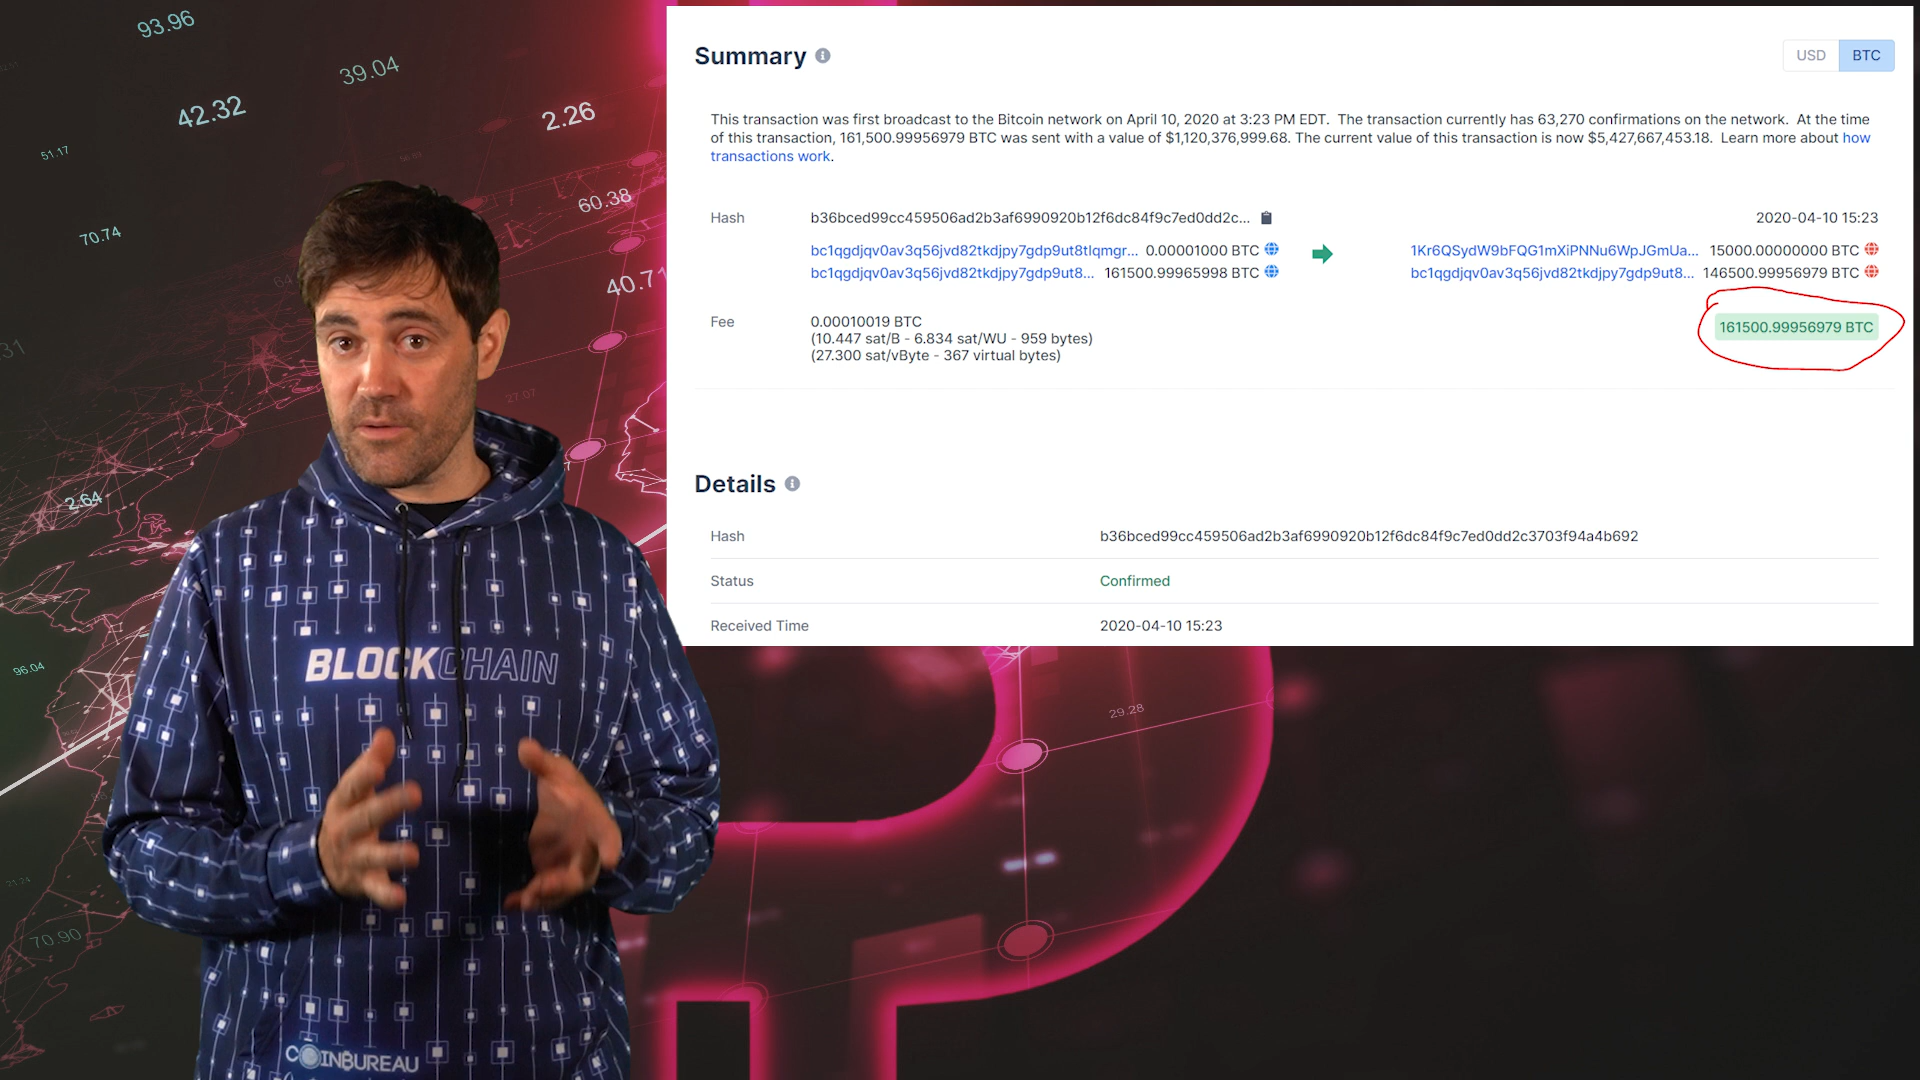 93.96
39.04
42.32
2.26
51.17
60.38
70.74
40.71
2.64
96.04
70.90
27.07
21.24
29.28
BLOCKCHAIN
COINBUREAU
Summary
USD BTC
This transaction was first broadcast to the Bitcoin network on April 10, 2020 at 3:23 PM EDT. The transaction currently has 63,270 confirmations on the network. At the time
of this transaction, 161,500.99956979 BTC was sent with a value of $1,120,376,999.68. The current value of this transaction is now $5,427,667,453.18. Learn more about how
transactions work.
Hash b36bced99cc459506ad2b3af6990920b12f6dc84f9c7ed0dd2c... 2020-04-10 15:23
bc1qgdjqv0av3q56jvd82tkdjpy7gdp9ut8tlqmgr... 0.00001000 BTC 1Kr6QSydW9bFQG1mXiPNNu6WpJGmUa... 15000.00000000 BTC
bc1qgdjqv0av3q56jvd82tkdjpy7gdp9ut8... 161500.99965998 BTC bc1qgdjqv0av3q56jvd82tkdjpy7gdp9ut8... 146500.99956979 BTC
Fee 0.00010019 BTC 161500.99956979 BTC
(10.447 sat/B - 6.834 sat/WU - 959 bytes)
(27.300 sat/vByte - 367 virtual bytes)
Details
Hash b36bced99cc459506ad2b3af6990920b12f6dc84f9c7ed0dd2c3703f94a4b692
Status Confirmed
Received Time 2020-04-10 15:23